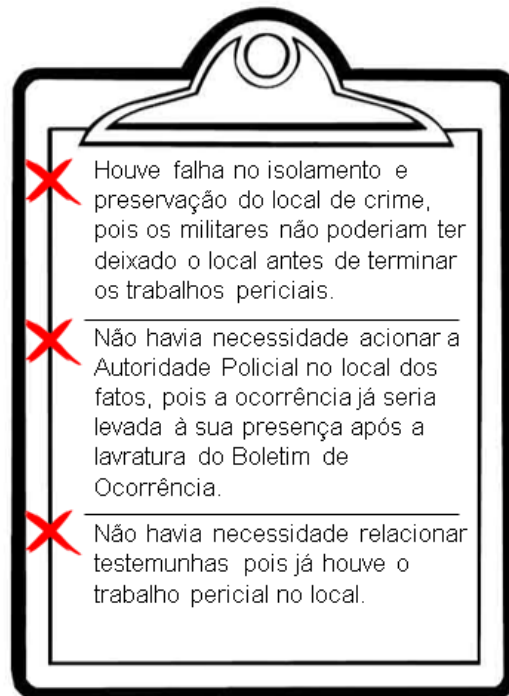 Houve falha no isolamento e
preservação do local de crime,
pois os militares não poderiam ter
deixado o local antes de terminar
os trabalhos periciais.
Não havia necessidade acionar a
Autoridade Policial no local dos
fatos, pois a ocorrência já seria
levada à sua presença após a
lavratura do Boletim de
Ocorrência.
Não havia necessidade relacionar
testemunhas pois já houve o
trabalho pericial no local.